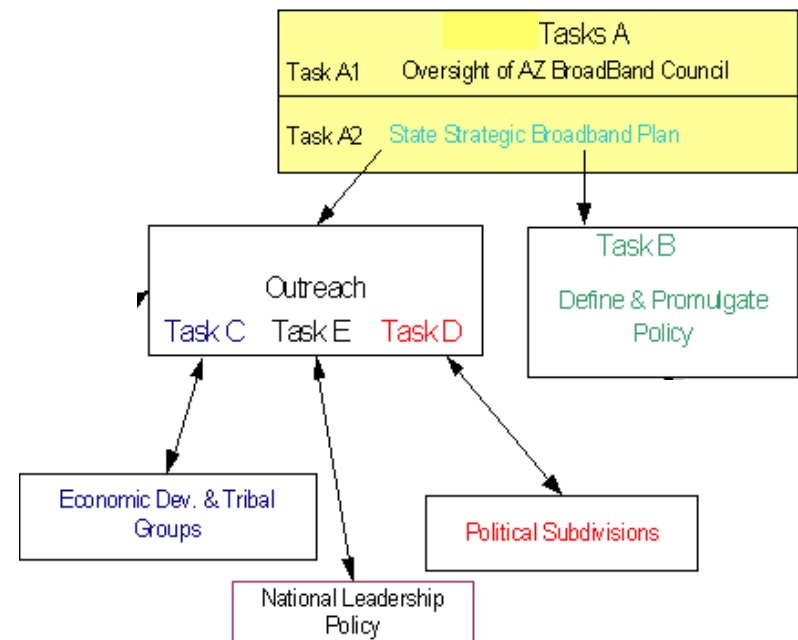 Tasks A
Task A1 Oversight of AZ BroadBand Council
Task A2 State Strategic Broadband Plan
Outreach
Task C Task E Task D
Task B
Define & Promulgate
Policy
Economic Dev. & Tribal
Groups
Political Subdivisions
National Leadership
Policy